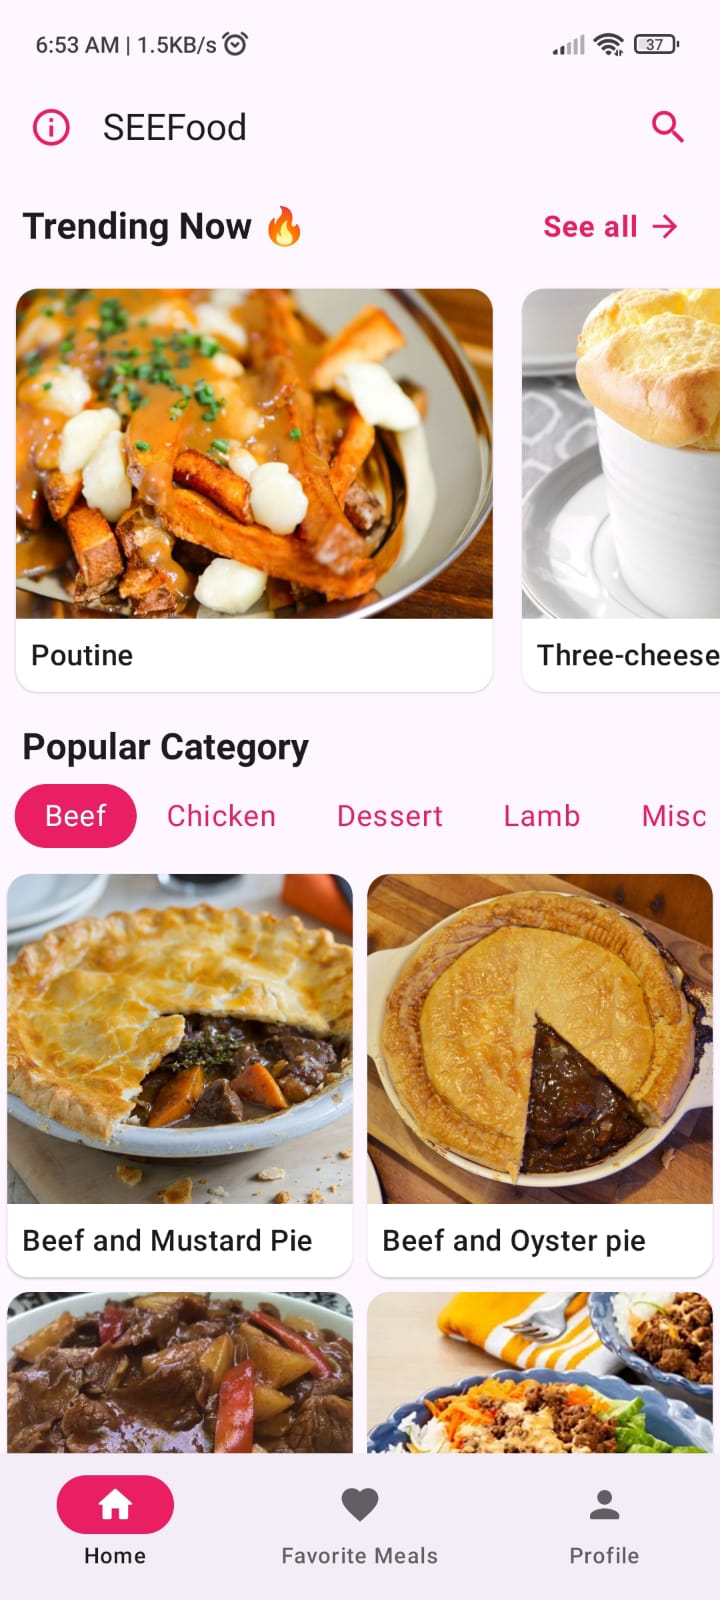 6:53 AM | 1.5KB/s
37
SEEFood
Trending Now 🔥
See all →
Poutine
Three-cheese
Popular Category
Beef
Chicken
Dessert
Lamb
Misc
Beef and Mustard Pie
Beef and Oyster pie
Home
Favorite Meals
Profile